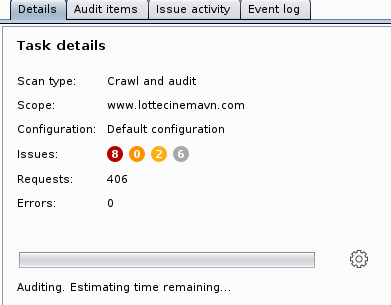 Details Audit items Issue activity Event log
Task details
Scan type: Crawl and audit
Scope: www.lottecinemavn.com
Configuration: Default configuration
Issues: 8 0 2 6
Requests: 406
Errors: 0
Auditing. Estimating time remaining...